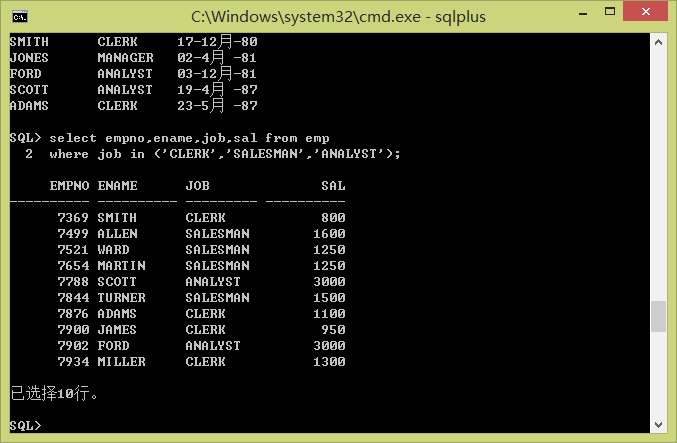 C:\Windows\system32\cmd.exe - sqlplus
SMITH      CLERK     17-12月-80
JONES      MANAGER   02-4月 -81
FORD       ANALYST   03-12月-81
SCOTT      ANALYST   19-4月 -87
ADAMS      CLERK     23-5月 -87
SQL> select empno,ename,job,sal from emp
  2  where job in ('CLERK','SALESMAN','ANALYST');
     EMPNO ENAME      JOB              SAL
---------- ---------- --------- ----------
      7369 SMITH      CLERK            800
      7499 ALLEN      SALESMAN        1600
      7521 WARD       SALESMAN        1250
      7654 MARTIN     SALESMAN        1250
      7788 SCOTT      ANALYST         3000
      7844 TURNER     SALESMAN        1500
      7876 ADAMS      CLERK           1100
      7900 JAMES      CLERK            950
      7902 FORD       ANALYST         3000
      7934 MILLER     CLERK           1300
已选择10行。
SQL>